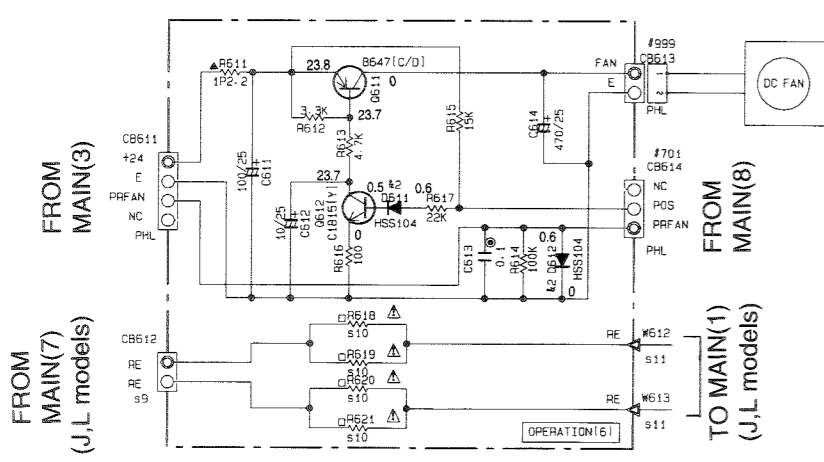 R611
1P2.2
23.8
B647[C/D]
0
Q611
#999
CB613
FAN
E
1
2
PHL
DC FAN
3.3K
R612
23.7
R613
4.7K
R615
15K
C614
470/25
FROM
MAIN(3)
CB611
+24
E
PRFAN
NC
PHL
100/25
C611
23.7
10/25
C612
Q612
C1815[Y]
0
0.5
&2
D611
HSS104
0.6
R617
22K
R616
100
C613
0.1
R614
100K
0.6
&2 D612
HSS104
0
#701
CB614
NC
POS
PRFAN
PHL
FROM
MAIN(8)
FROM
MAIN(7)
(J,L models)
CB612
RE
RE
s9
R618
s10
R619
s10
R620
s10
R621
s10
RE
W612
s11
RE
W613
s11
TO MAIN(1)
(J,L models)
OPERATION[6]